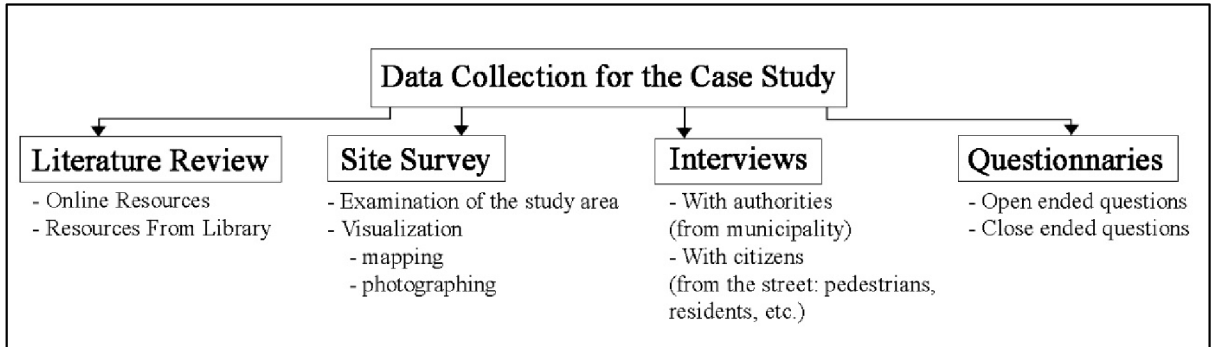 Data Collection for the Case Study
Literature Review
- Online Resources
- Resources From Library
Site Survey
- Examination of the study area
- Visualization
- mapping
- photographing
Interviews
- With authorities
(from municipality)
- With citizens
(from the street: pedestrians,
residents, etc.)
Questionnaries
- Open ended questions
- Close ended questions